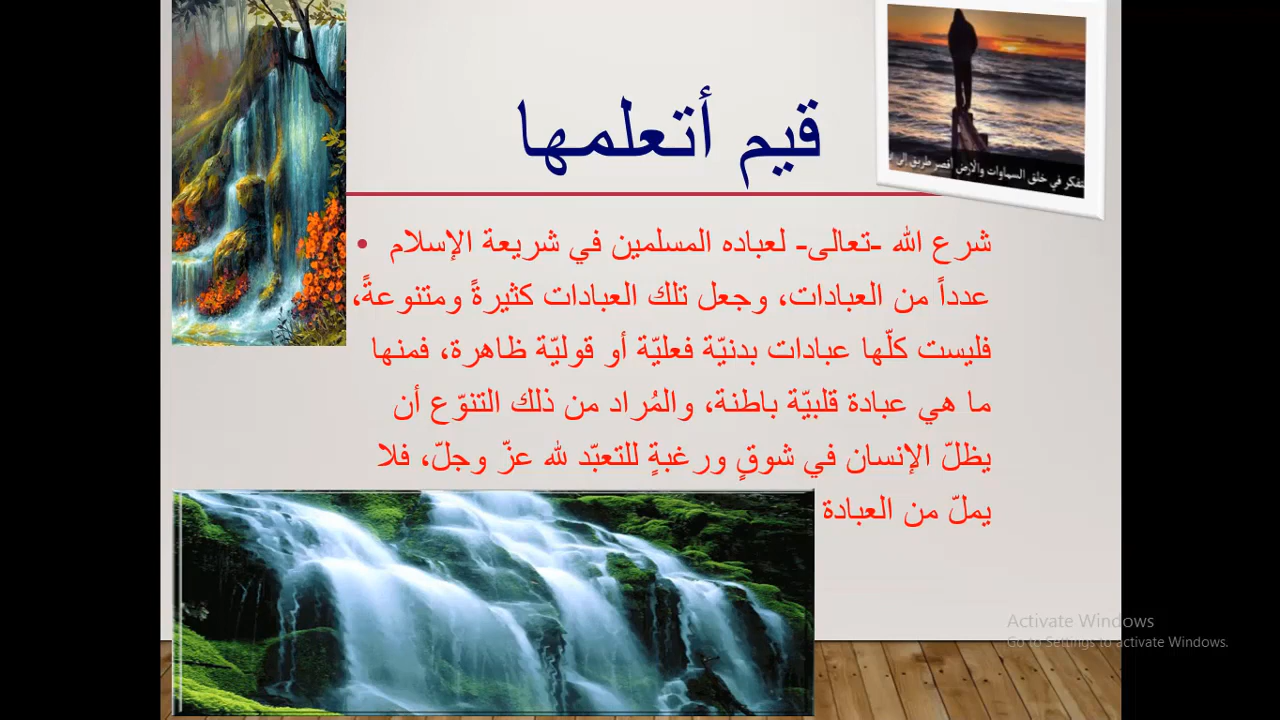 قيم أتعلمها
تفكر في خلق السماوات والأرض أقصر طريق إلى
شرع الله -تعالى- لعباده المسلمين في شريعة الإسلام
عدداً من العبادات، وجعل تلك العبادات كثيرةً ومتنوعةً،
فليست كلّها عبادات بدنيّة فعليّة أو قوليّة ظاهرة، فمنها
ما هي عبادة قلبيّة باطنة، والمُراد من ذلك التنوّع أن
يظلّ الإنسان في شوقٍ ورغبةٍ للتعبّد لله عزّ وجلّ، فلا
يملّ من العبادة
Activate Windows
Go to Settings to activate Windows.